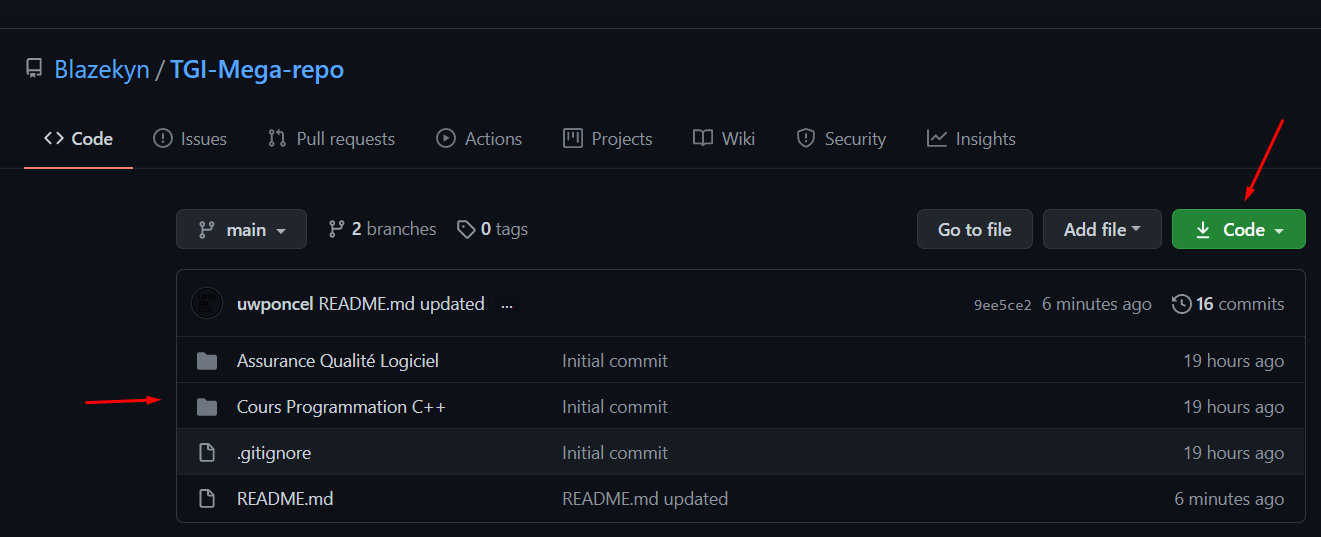 Blazekyn / TGI-Mega-repo
Code Issues Pull requests Actions Projects Wiki Security Insights
main 2 branches 0 tags Go to file Add file Code
uwponcel README.md updated ... 9ee5ce2 6 minutes ago 16 commits
Assurance Qualité Logiciel Initial commit 19 hours ago
Cours Programmation C++ Initial commit 19 hours ago
.gitignore Initial commit 19 hours ago
README.md README.md updated 6 minutes ago